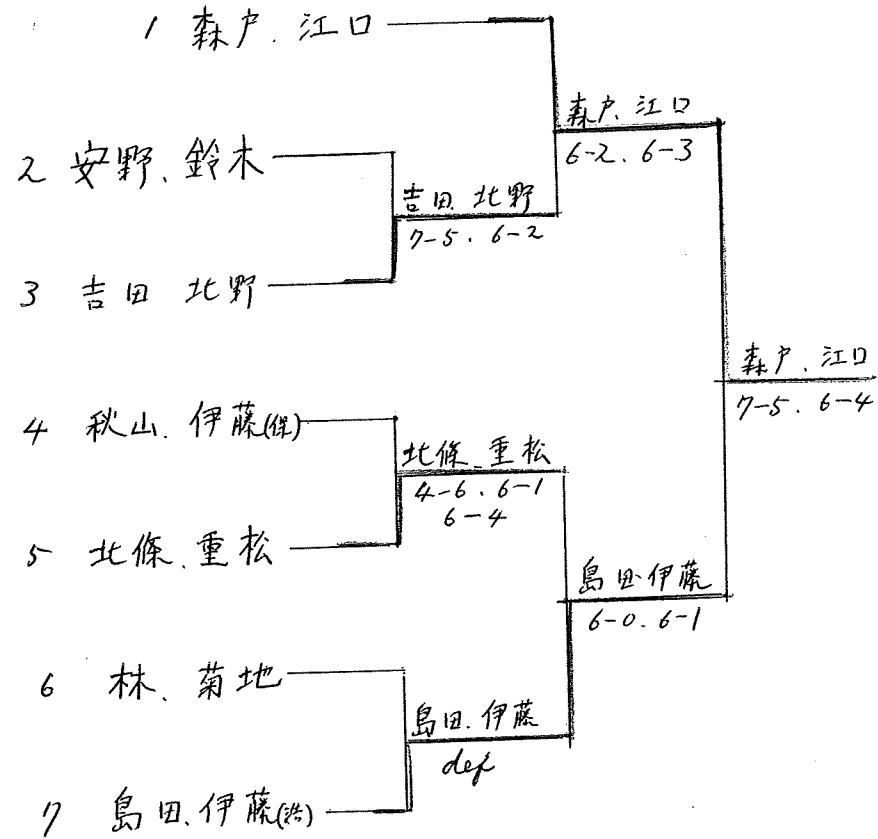 1 森戸、江口
森戸、江口
6-2、6-3
2 安野、鈴木
吉田、北野
7-5、6-2
3 吉田 北野
森戸、江口
7-5、6-4
4 秋山、伊藤(保)
北條、重松
4-6、6-1
6-4
5 北條、重松
島田、伊藤
6-0、6-1
6 林、菊地
島田、伊藤
def
7 島田、伊藤(浩)